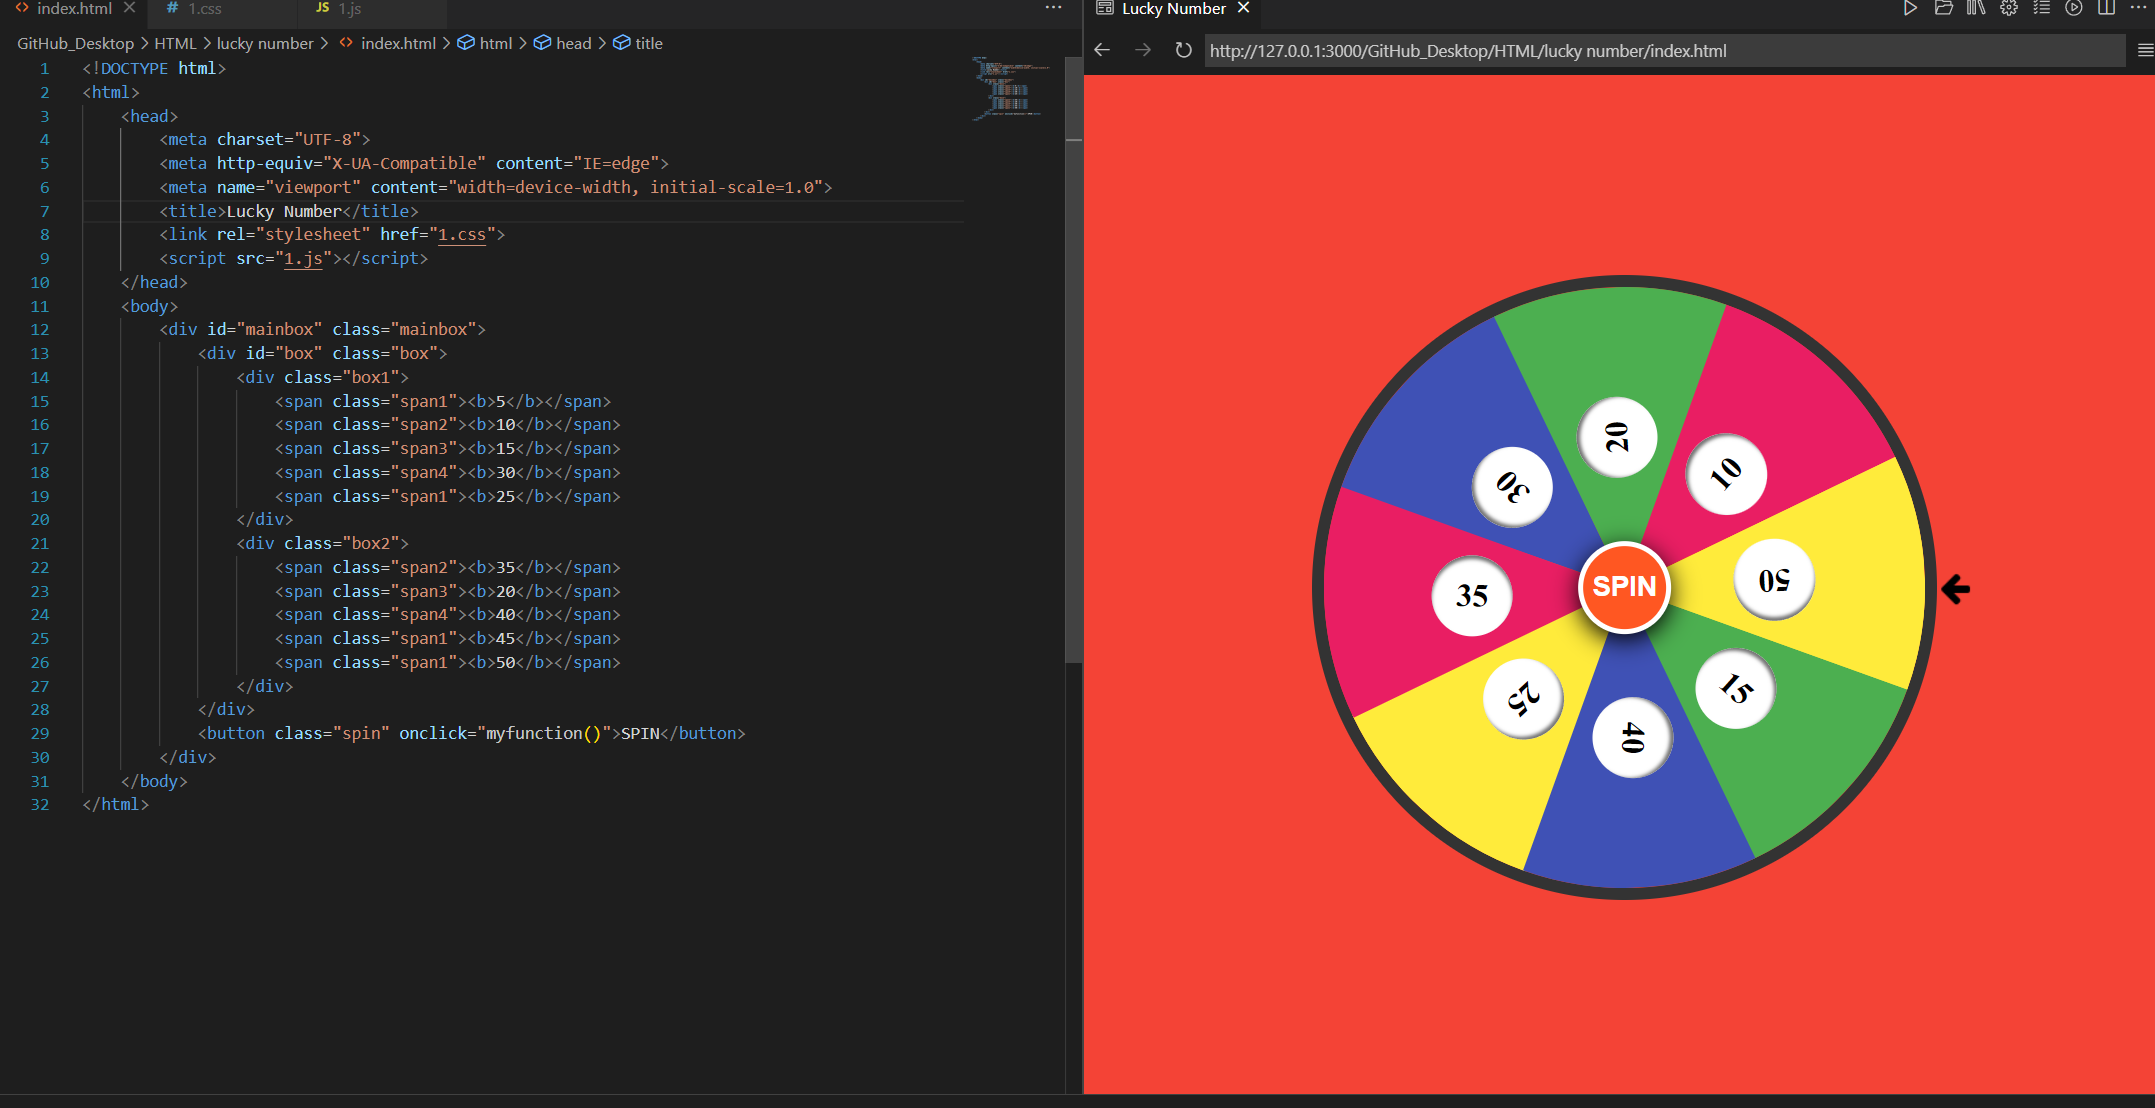 index.html
1.css
JS 1.js
Lucky Number
GitHub_Desktop > HTML > lucky number > index.html > html > head > title
http://127.0.0.1:3000/GitHub_Desktop/HTML/lucky number/index.html
1 <!DOCTYPE html>
2 <html>
3 <head>
4 <meta charset="UTF-8">
5 <meta http-equiv="X-UA-Compatible" content="IE=edge">
6 <meta name="viewport" content="width=device-width, initial-scale=1.0">
7 <title>Lucky Number</title>
8 <link rel="stylesheet" href="1.css">
9 <script src="1.js"></script>
10 </head>
11 <body>
12 <div id="mainbox" class="mainbox">
13 <div id="box" class="box">
14 <div class="box1">
15 <span class="span1"><b>5</b></span>
16 <span class="span2"><b>10</b></span>
17 <span class="span3"><b>15</b></span>
18 <span class="span4"><b>30</b></span>
19 <span class="span1"><b>25</b></span>
20 </div>
21 <div class="box2">
22 <span class="span2"><b>35</b></span>
23 <span class="span3"><b>20</b></span>
24 <span class="span4"><b>40</b></span>
25 <span class="span1"><b>45</b></span>
26 <span class="span1"><b>50</b></span>
27 </div>
28 </div>
29 <button class="spin" onclick="myfunction()">SPIN</button>
30 </div>
31 </body>
32 </html>
20
10
30
50
35
SPIN
15
25
40